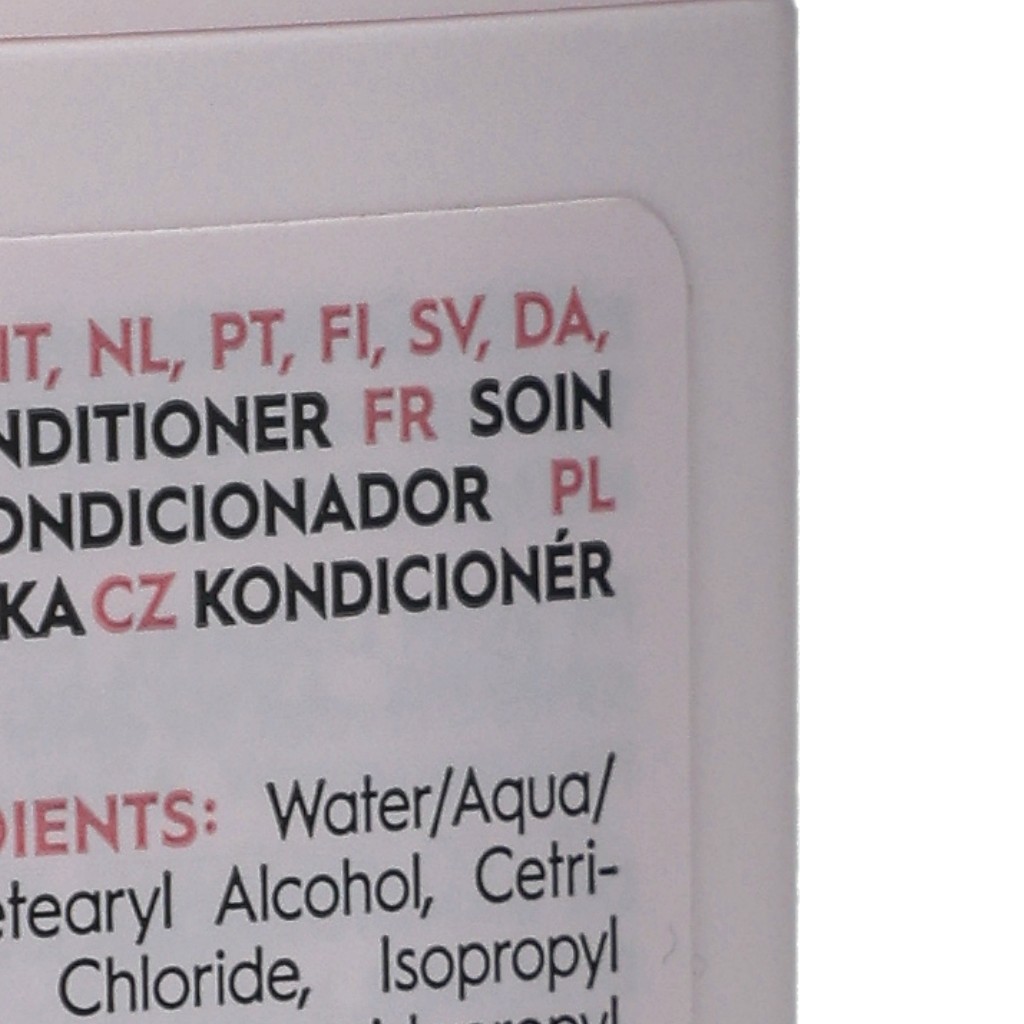 IT, NL, PT, FI, SV, DA,
NDITIONER FR SOIN
ONDICIONADOR PL
KA CZ KONDICIONÉR
DIENTS: Water/Aqua/
etearyl Alcohol, Cetri-
Chloride, Isopropyl